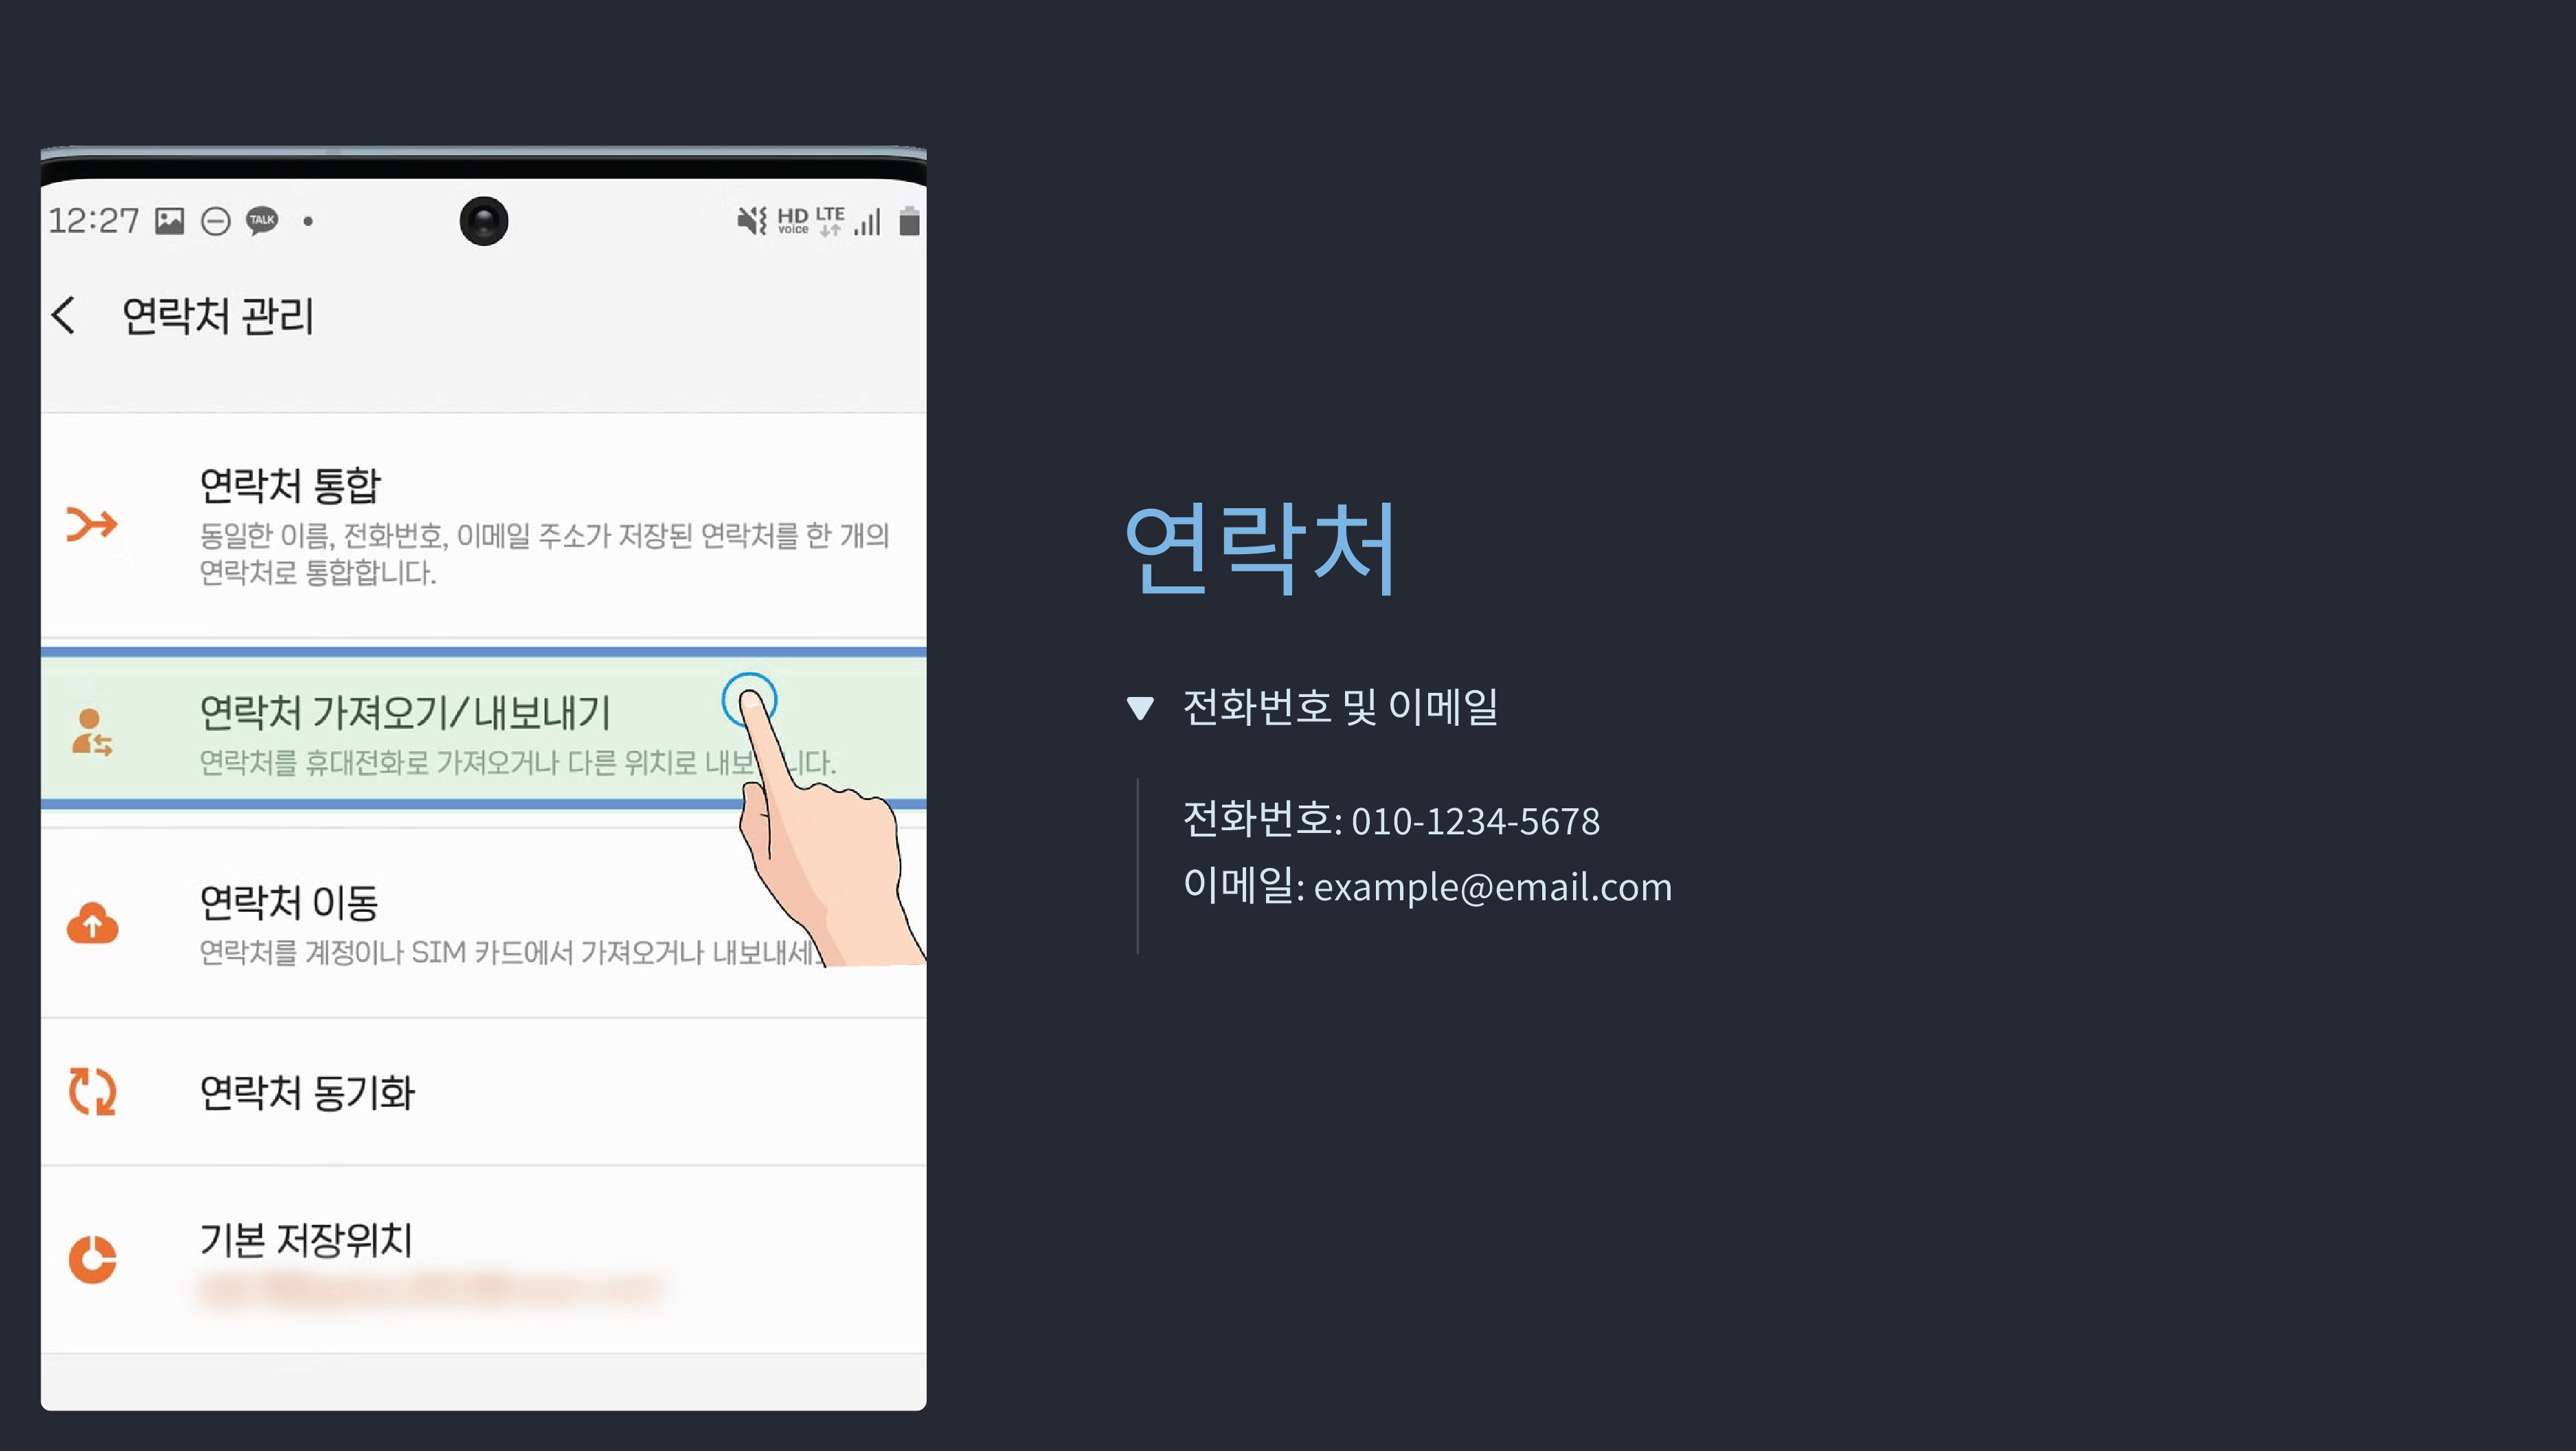 12:27
TALK
HD voice LTE
연락처 관리
연락처 통합
동일한 이름, 전화번호, 이메일 주소가 저장된 연락처를 한 개의
연락처로 통합합니다.
연락처 가져오기/내보내기
연락처를 휴대전화로 가져오거나 다른 위치로
연락처 이동
연락처를 계정이나 SIM 카드에서 가져오거나 내보내세
연락처 동기화
기본 저장위치
연락처
전화번호 및 이메일
전화번호: 010-1234-5678
이메일: example@email.com